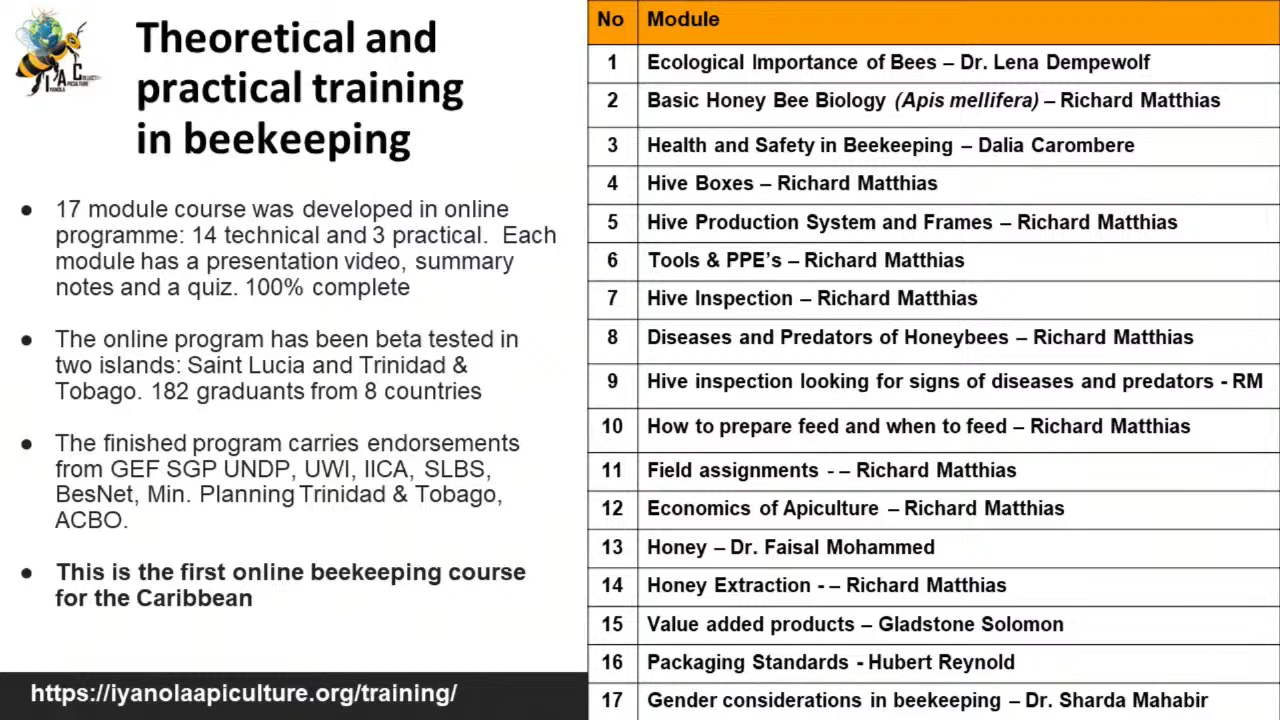 Theoretical and
practical training
in beekeeping
● 17 module course was developed in online
programme: 14 technical and 3 practical. Each
module has a presentation video, summary
notes and a quiz. 100% complete
● The online program has been beta tested in
two islands: Saint Lucia and Trinidad &
Tobago. 182 graduants from 8 countries
● The finished program carries endorsements
from GEF SGP UNDP, UWI, IICA, SLBS,
BesNet, Min. Planning Trinidad & Tobago,
ACBO.
● This is the first online beekeeping course
for the Caribbean
https://iyanolaapiculture.org/training/
No Module
1 Ecological Importance of Bees – Dr. Lena Dempewolf
2 Basic Honey Bee Biology (Apis mellifera) – Richard Matthias
3 Health and Safety in Beekeeping – Dalia Carombere
4 Hive Boxes – Richard Matthias
5 Hive Production System and Frames – Richard Matthias
6 Tools & PPE’s – Richard Matthias
7 Hive Inspection – Richard Matthias
8 Diseases and Predators of Honeybees – Richard Matthias
9 Hive inspection looking for signs of diseases and predators - RM
10 How to prepare feed and when to feed – Richard Matthias
11 Field assignments - – Richard Matthias
12 Economics of Apiculture – Richard Matthias
13 Honey – Dr. Faisal Mohammed
14 Honey Extraction - – Richard Matthias
15 Value added products – Gladstone Solomon
16 Packaging Standards - Hubert Reynold
17 Gender considerations in beekeeping – Dr. Sharda Mahabir